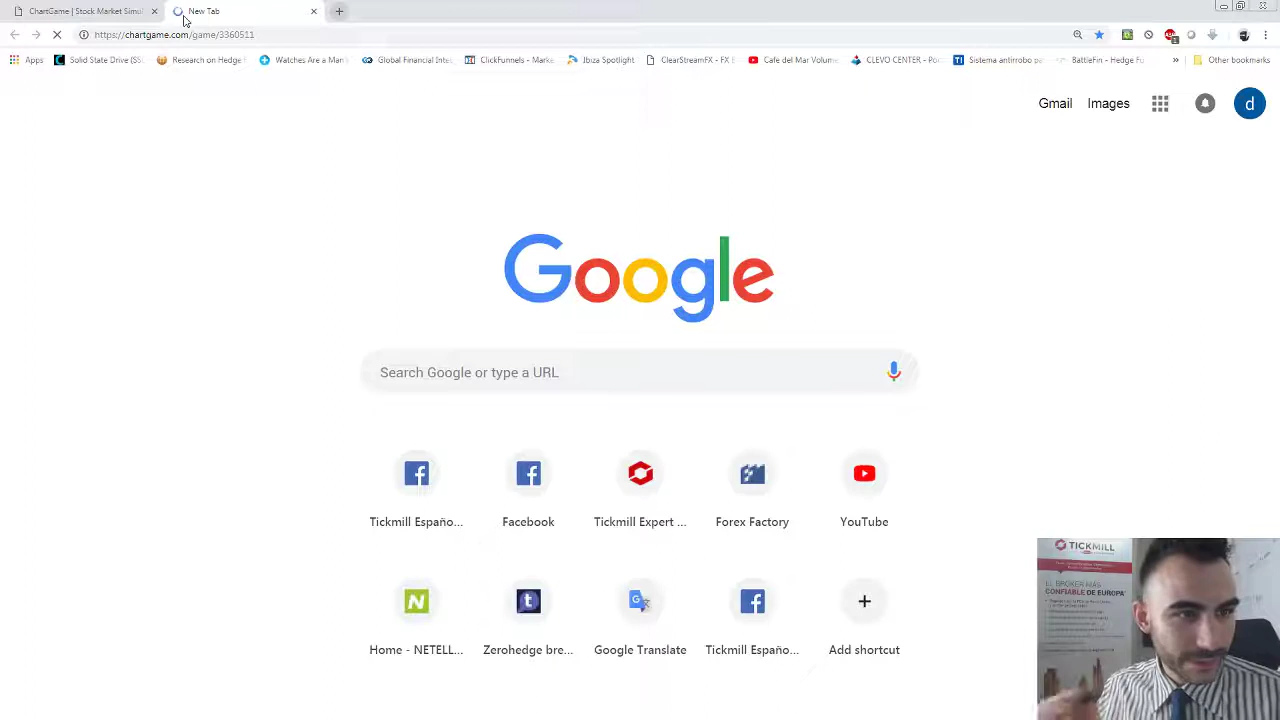 ChartGame | Stock Market Simul
New Tab
https://chartgame.com/game/3360511
Apps
Solid State Drive (SS
Research on Hedge F
Watches Are a Man's
Global Financial Inte
ClickFunnels - Marke
Ibiza Spotlight
ClearStreamFX - FX E
Cafe del Mar Volume
CLEVO CENTER - Po
Sistema antirrobo pa
BattleFin - Hedge Fu
»
Other bookmarks
Gmail
Images
d
Google
Search Google or type a URL
Tickmill Españo...
Facebook
Tickmill Expert ...
Forex Factory
YouTube
Home - NETELL...
Zerohedge bre...
Google Translate
Tickmill Españo...
Add shortcut
TICKMILL
EL BROKER MÁS
CONFIABLE DE EUROPA*